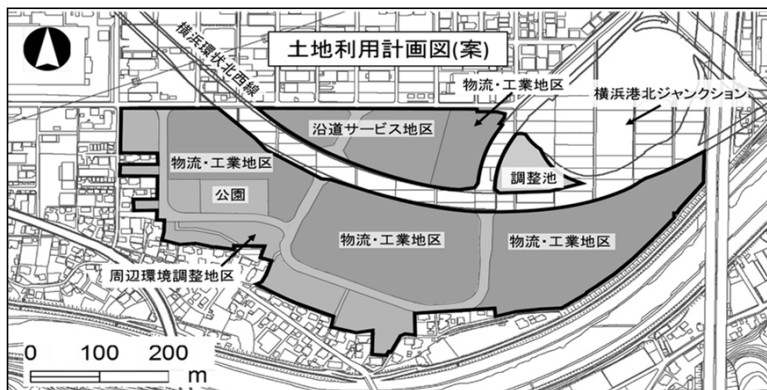 土地利用計画図(案)
横浜環状北西線
物流・工業地区
横浜港北ジャンクション
沿道サービス地区
物流・工業地区
調整池
公園
物流・工業地区
物流・工業地区
周辺環境調整地区
0 100 200
m